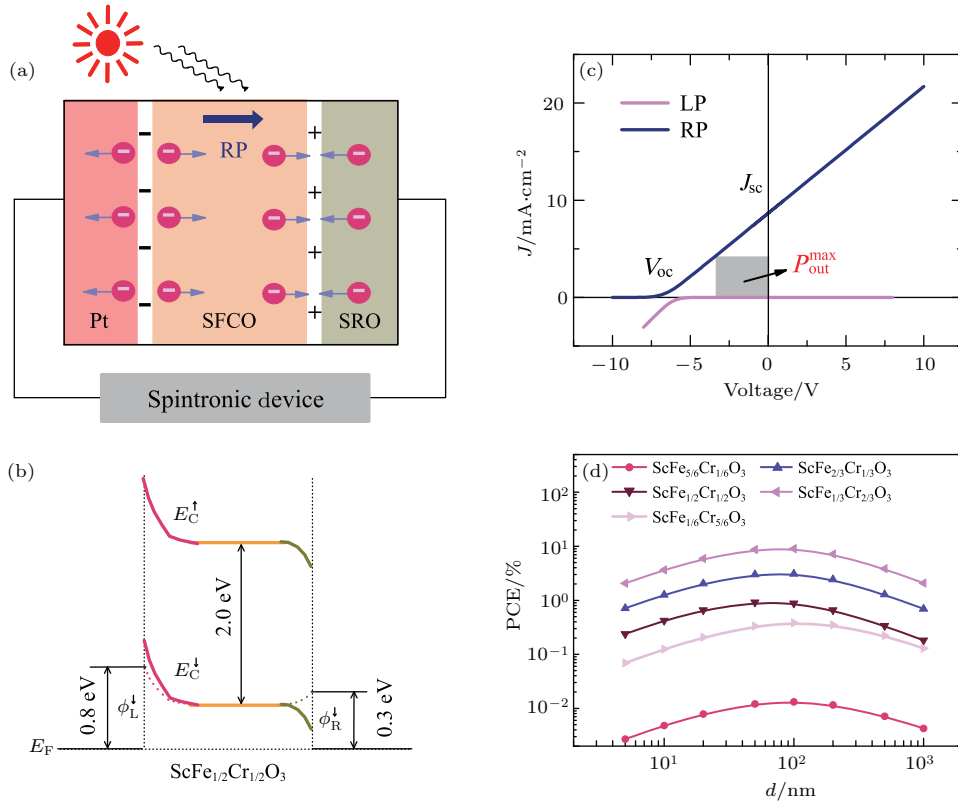 (a)
RP
Pt
SFCO
SRO
Spintronic device
(b)
E_C^↑
2.0 eV
E_C^↓
0.8 eV
ϕ_L^↓
ϕ_R^↓
0.3 eV
E_F
ScFe_{1/2}Cr_{1/2}O_3
(c)
LP
RP
J_sc
V_oc
P_out^max
20
10
0
J/mA·cm^{-2}
−10
−5
0
5
10
Voltage/V
(d)
ScFe_{5/6}Cr_{1/6}O_3
ScFe_{2/3}Cr_{1/3}O_3
ScFe_{1/2}Cr_{1/2}O_3
ScFe_{1/3}Cr_{2/3}O_3
ScFe_{1/6}Cr_{5/6}O_3
10^2
10^1
10^0
10^{−1}
10^{−2}
PCE/%
10^1
10^2
10^3
d/nm